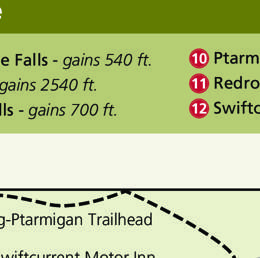 e
e Falls - gains 540 ft.
gains 2540 ft.
lls - gains 700 ft.
10 Ptarm
11 Redro
12 Swiftc
g-Ptarmigan Trailhead
wiftcurrent Motor Inn